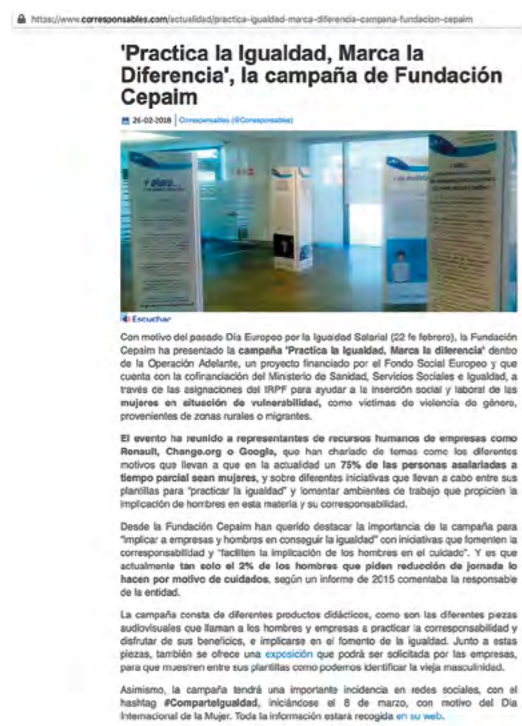 https://www.corresponsables.com/actualidad/practica-igualdad-marca-diferencia-campana-fundacion-cepaim
'Practica la Igualdad, Marca la
Diferencia', la campaña de Fundación
Cepaim
26-02-2018 | Corresponsables (@Corresponsables)
Y ahora...
Escuchar
Con motivo del pasado Día Europeo por la Igualdad Salarial (22 fe febrero), la Fundación
Cepaim ha presentado la campaña 'Practica la Igualdad, Marca la diferencia' dentro
de la Operación Adelante, un proyecto financiado por el Fondo Social Europeo y que
cuenta con la cofinanciación del Ministerio de Sanidad, Servicios Sociales e Igualdad, a
través de las asignaciones del IRPF para ayudar a la inserción social y laboral de las
mujeres en situación de vulnerabilidad, como víctimas de violencia de género,
provenientes de zonas rurales o migrantes.
El evento ha reunido a representantes de recursos humanos de empresas como
Renault, Change.org o Google, que han charlado de temas como los diferentes
motivos que llevan a que en la actualidad un 75% de las personas asalariadas a
tiempo parcial sean mujeres, y sobre diferentes iniciativas que llevan a cabo entre sus
plantillas para "practicar la igualdad" y fomentar ambientes de trabajo que propicien la
implicación de hombres en esta materia y su corresponsabilidad.
Desde la Fundación Cepaim han querido destacar la importancia de la campaña para
"implicar a empresas y hombres en conseguir la igualdad" con iniciativas que fomenten la
corresponsabilidad y "faciliten la implicación de los hombres en el cuidado". Y es que
actualmente tan solo el 2% de los hombres que piden reducción de jornada lo
hacen por motivo de cuidados, según un informe de 2015 comentaba la responsable
de la entidad.
La campaña consta de diferentes productos didácticos, como son las diferentes piezas
audiovisuales que llaman a los hombres y empresas a practicar la corresponsabilidad y
disfrutar de sus beneficios, e implicarse en el fomento de la igualdad. Junto a estas
piezas, también se ofrece una exposición que podrá ser solicitada por las empresas,
para que muestren entre sus plantillas como podemos identificar la vieja masculinidad.
Asimismo, la campaña tendrá una importante incidencia en redes sociales, con el
hashtag #ComparteIgualdad, iniciándose el 8 de marzo, con motivo del Día
Internacional de la Mujer. Toda la información estará recogida en su web.